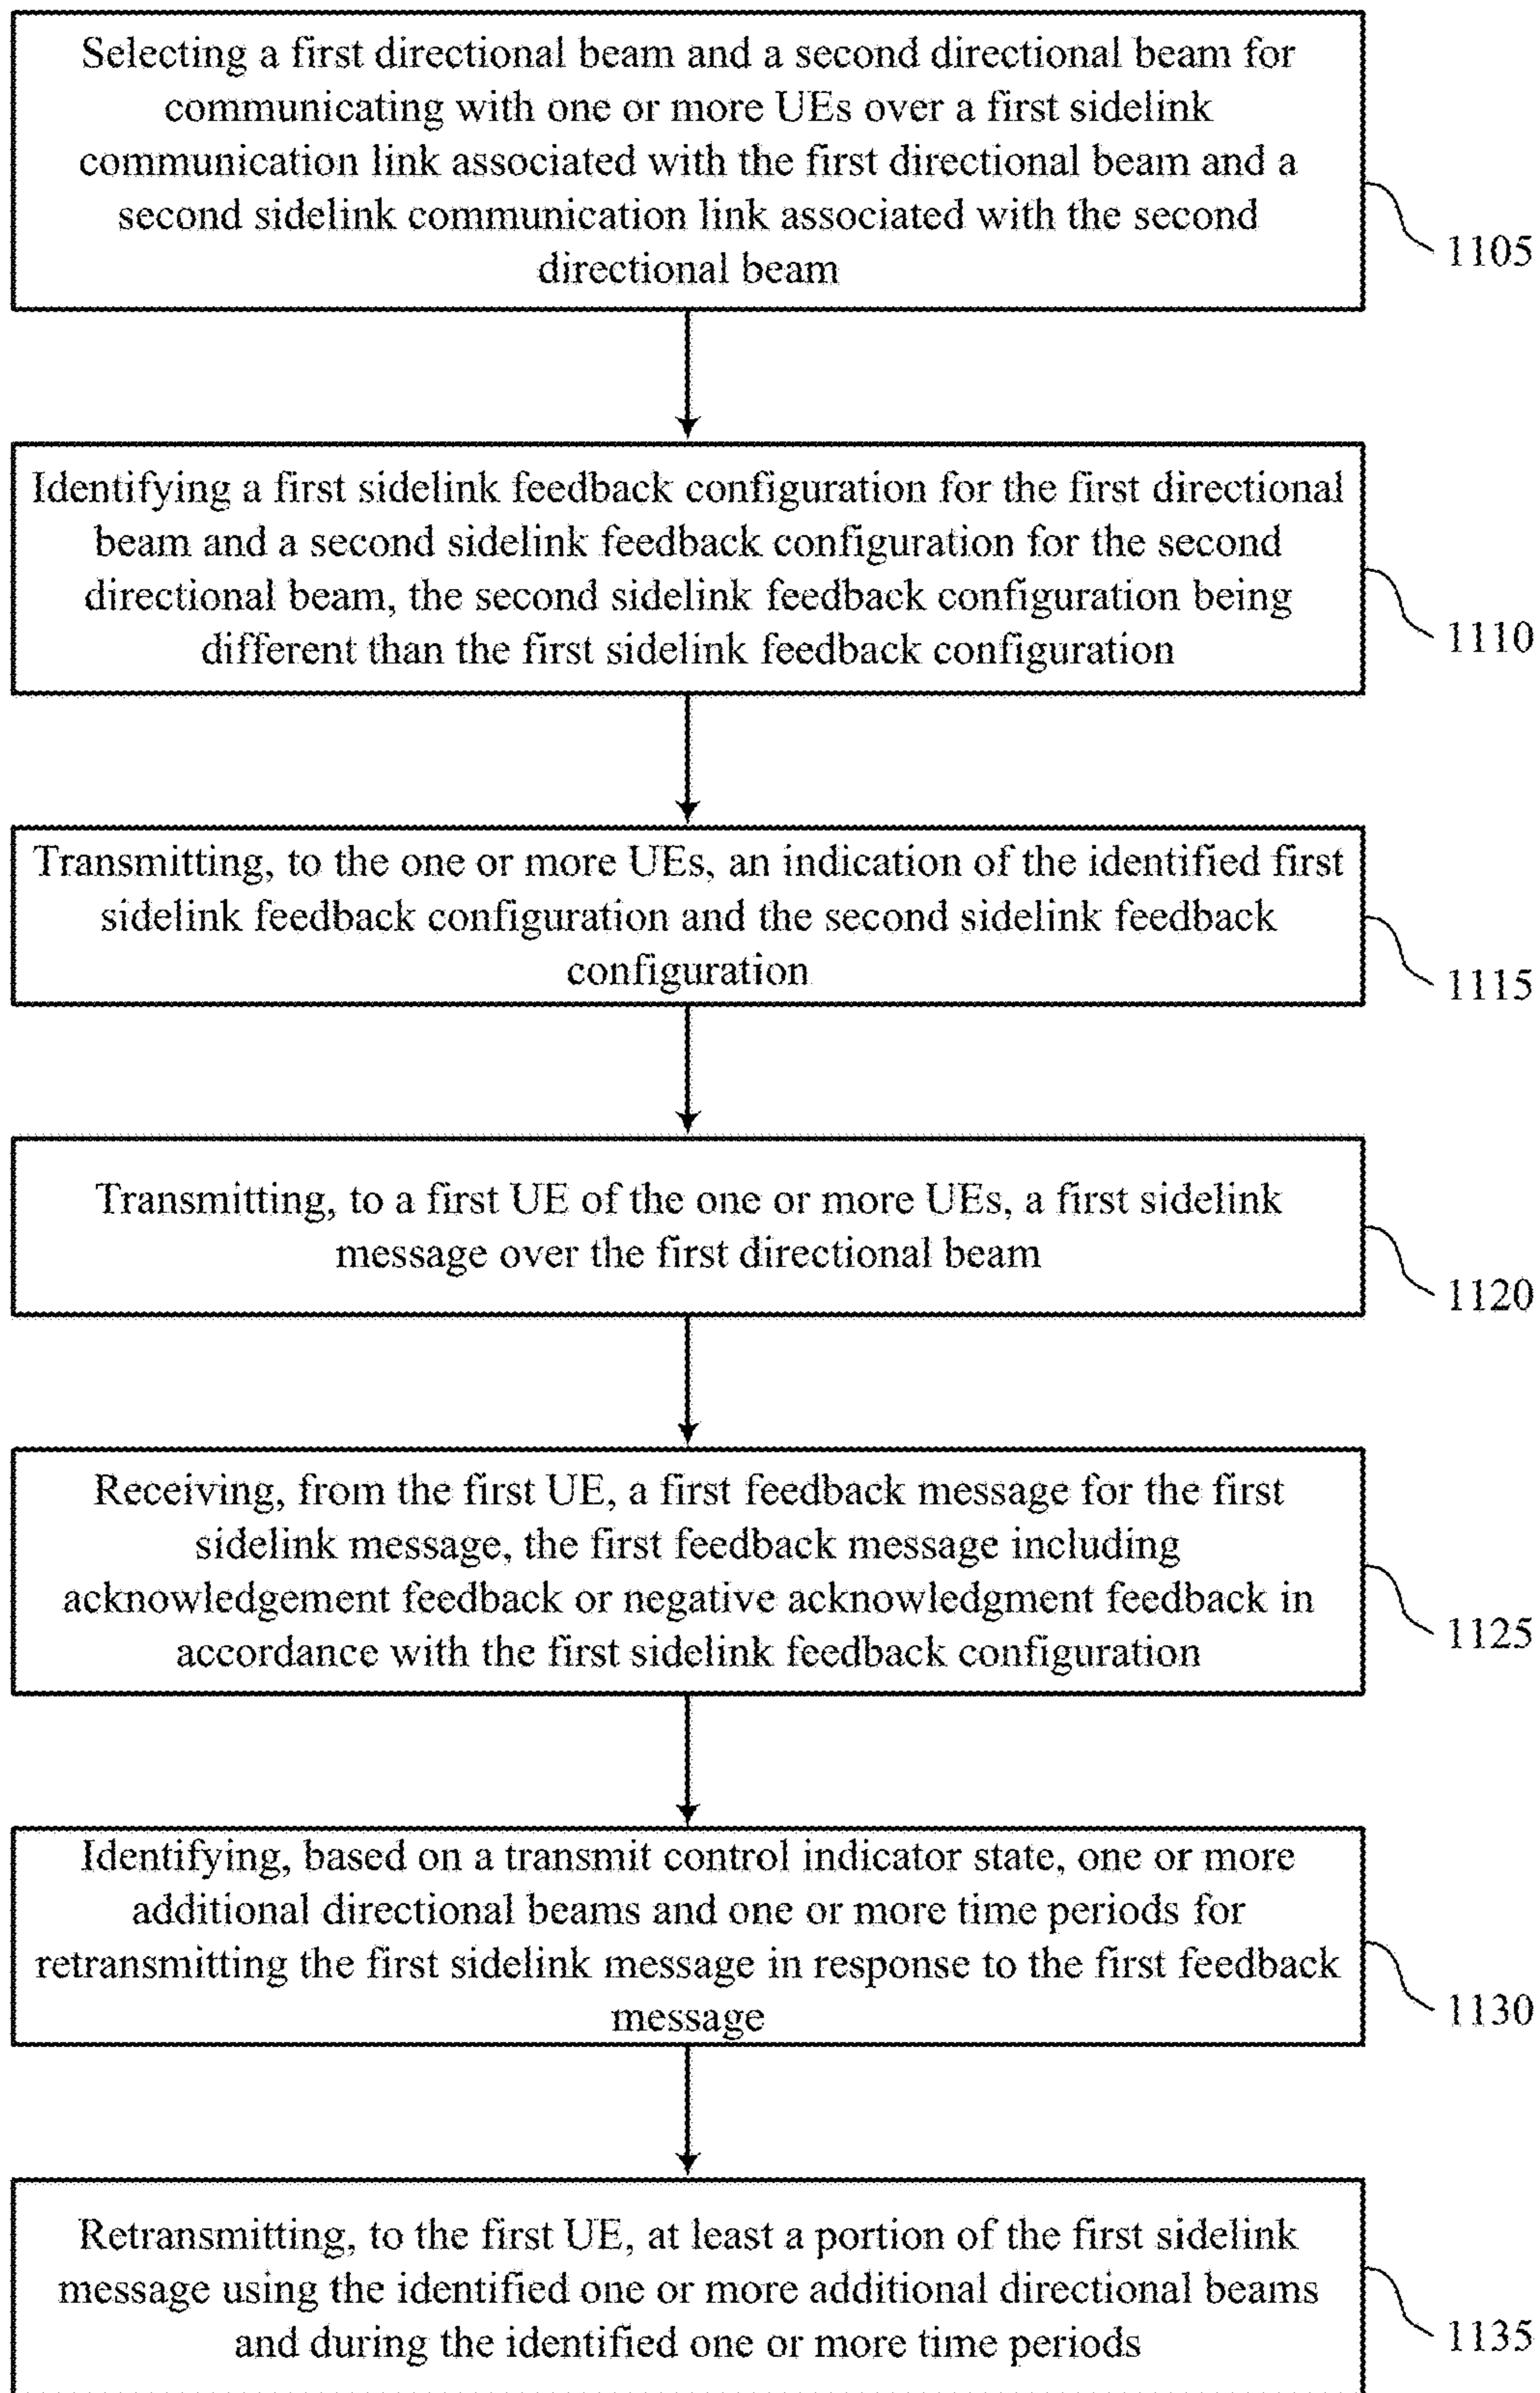 Selecting a first directional beam and a second directional beam for
communicating with one or more UEs over a first sidelink
communication link associated with the first directional beam and a
second sidelink communication link associated with the second
directional beam
1105
Identifying a first sidelink feedback configuration for the first directional
beam and a second sidelink feedback configuration for the second
directional beam, the second sidelink feedback configuration being
different than the first sidelink feedback configuration
1110
Transmitting, to the one or more UEs, an indication of the identified first
sidelink feedback configuration and the second sidelink feedback
configuration
1115
Transmitting, to a first UE of the one or more UEs, a first sidelink
message over the first directional beam
1120
Receiving, from the first UE, a first feedback message for the first
sidelink message, the first feedback message including
acknowledgement feedback or negative acknowledgment feedback in
accordance with the first sidelink feedback configuration
1125
Identifying, based on a transmit control indicator state, one or more
additional directional beams and one or more time periods for
retransmitting the first sidelink message in response to the first feedback
message
1130
Retransmitting, to the first UE, at least a portion of the first sidelink
message using the identified one or more additional directional beams
and during the identified one or more time periods
1135